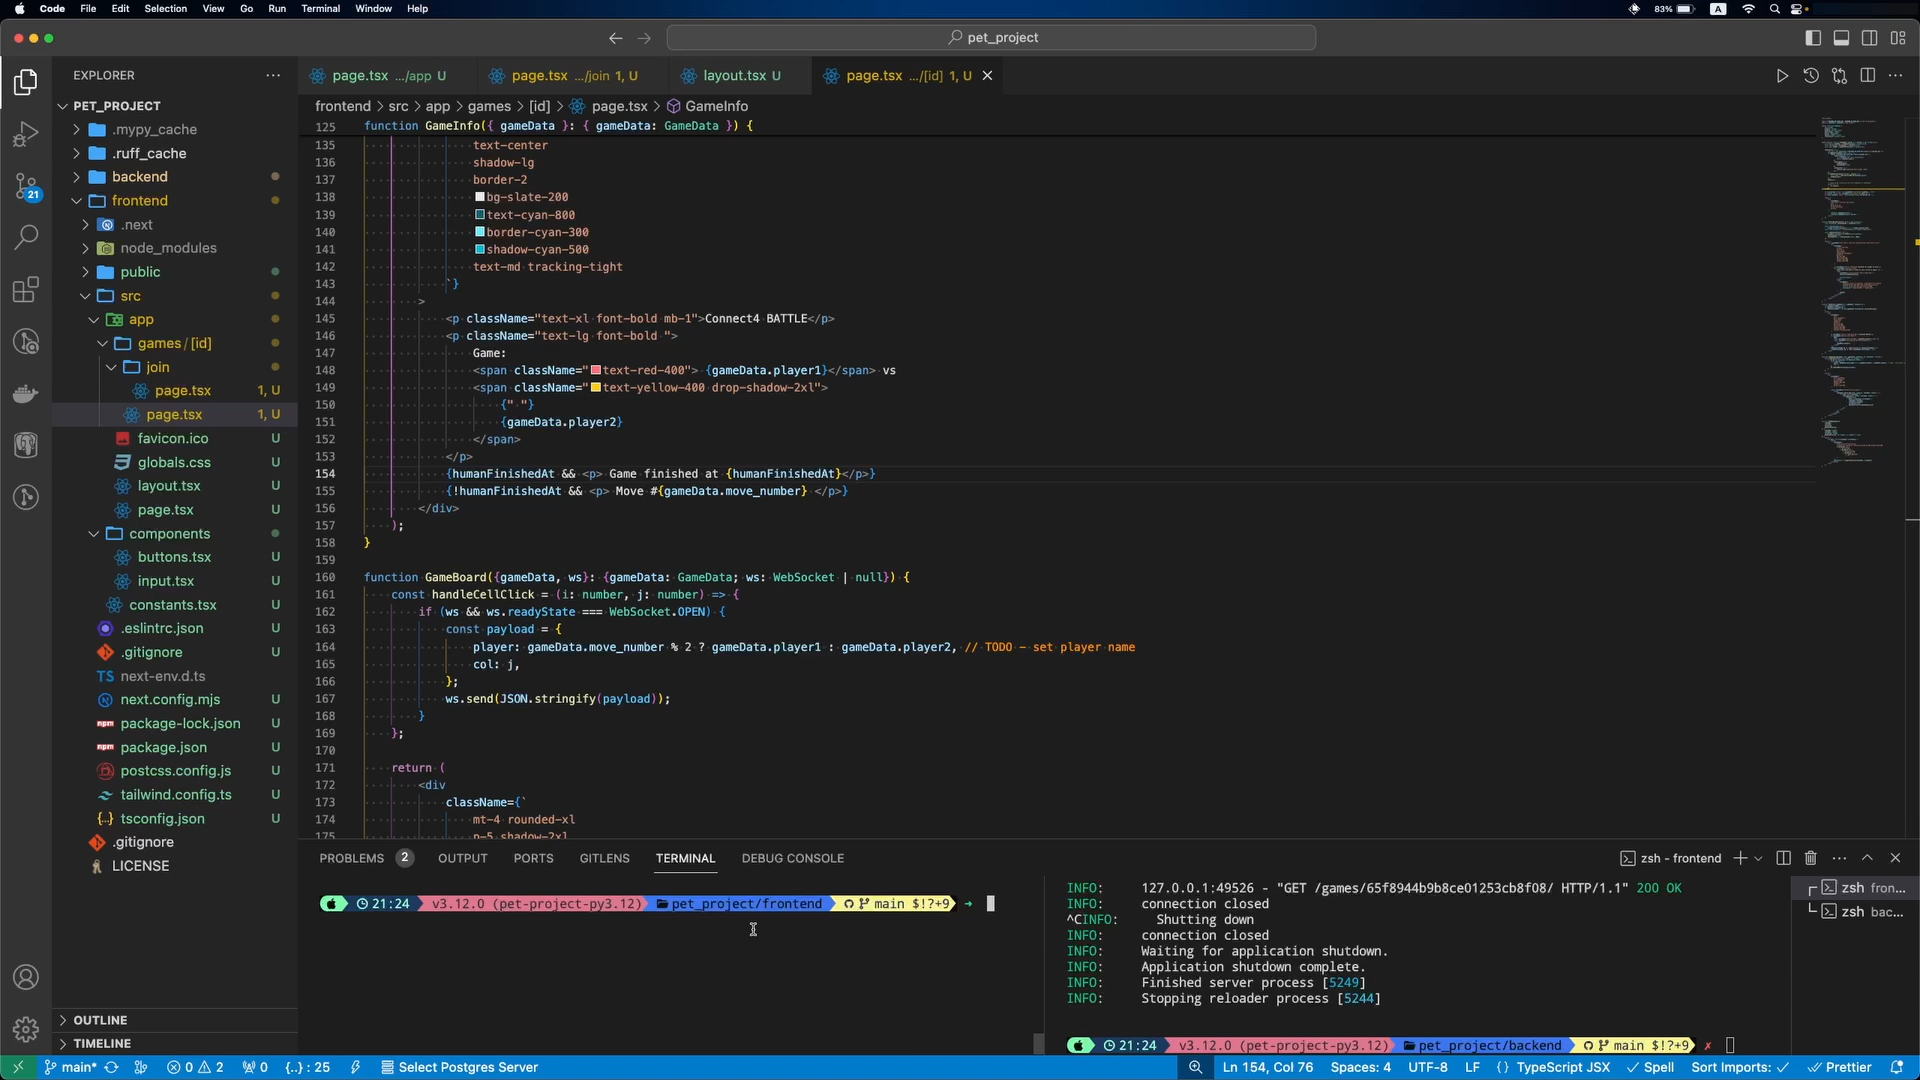 Code File Edit Selection View Go Run Terminal Window Help 83% A
pet_project
EXPLORER
page.tsx .../app U
page.tsx .../join 1, U
layout.tsx U
page.tsx .../[id] 1, U
frontend > src > app > games > [id] > page.tsx > GameInfo
PET_PROJECT
.mypy_cache
.ruff_cache
backend
frontend
.next
node_modules
public
src
app
games / [id]
join
page.tsx 1, U
page.tsx 1, U
favicon.ico U
globals.css U
layout.tsx U
page.tsx U
components
buttons.tsx U
input.tsx U
constants.tsx U
.eslintrc.json U
.gitignore U
TS next-env.d.ts
next.config.mjs U
package-lock.json U
package.json U
postcss.config.js U
tailwind.config.ts U
tsconfig.json U
.gitignore
LICENSE
OUTLINE
TIMELINE
21
125 function GameInfo({ gameData }: { gameData: GameData }) {
135 text-center
136 shadow-lg
137 border-2
138 bg-slate-200
139 text-cyan-800
140 border-cyan-300
141 shadow-cyan-500
142 text-md tracking-tight
143 `}
144 >
145 <p className="text-xl font-bold mb-1">Connect4 BATTLE</p>
146 <p className="text-lg font-bold ">
147 Game:
148 <span className="text-red-400"> {gameData.player1}</span> vs
149 <span className="text-yellow-400 drop-shadow-2xl">
150 {" "}
151 {gameData.player2}
152 </span>
153 </p>
154 {humanFinishedAt && <p> Game finished at {humanFinishedAt}</p>}
155 {!humanFinishedAt && <p> Move #{gameData.move_number} </p>}
156 </div>
157 );
158 }
159
160 function GameBoard({gameData, ws}: {gameData: GameData; ws: WebSocket | null}) {
161 const handleCellClick = (i: number, j: number) => {
162 if (ws && ws.readyState === WebSocket.OPEN) {
163 const payload = {
164 player: gameData.move_number % 2 ? gameData.player1 : gameData.player2, // TODO - set player name
165 col: j,
166 };
167 ws.send(JSON.stringify(payload));
168 }
169 };
170
171 return (
172 <div
173 className={`
174 mt-4 rounded-xl
175 p-5 shadow-2xl
PROBLEMS 2 OUTPUT PORTS GITLENS TERMINAL DEBUG CONSOLE
zsh - frontend
21:24 v3.12.0 (pet-project-py3.12) pet_project/frontend main $!?+9 →
INFO: 127.0.0.1:49526 - "GET /games/65f8944b9b8ce01253cb8f08/ HTTP/1.1" 200 OK
INFO: connection closed
^CINFO: Shutting down
INFO: connection closed
INFO: Waiting for application shutdown.
INFO: Application shutdown complete.
INFO: Finished server process [5249]
INFO: Stopping reloader process [5244]
21:24 v3.12.0 (pet-project-py3.12) pet_project/backend main $!?+9 ✗
zsh fron...
zsh bac...
main* 0 2 0 {..} : 25 Select Postgres Server
Ln 154, Col 76 Spaces: 4 UTF-8 LF {} TypeScript JSX Spell Sort Imports: Prettier